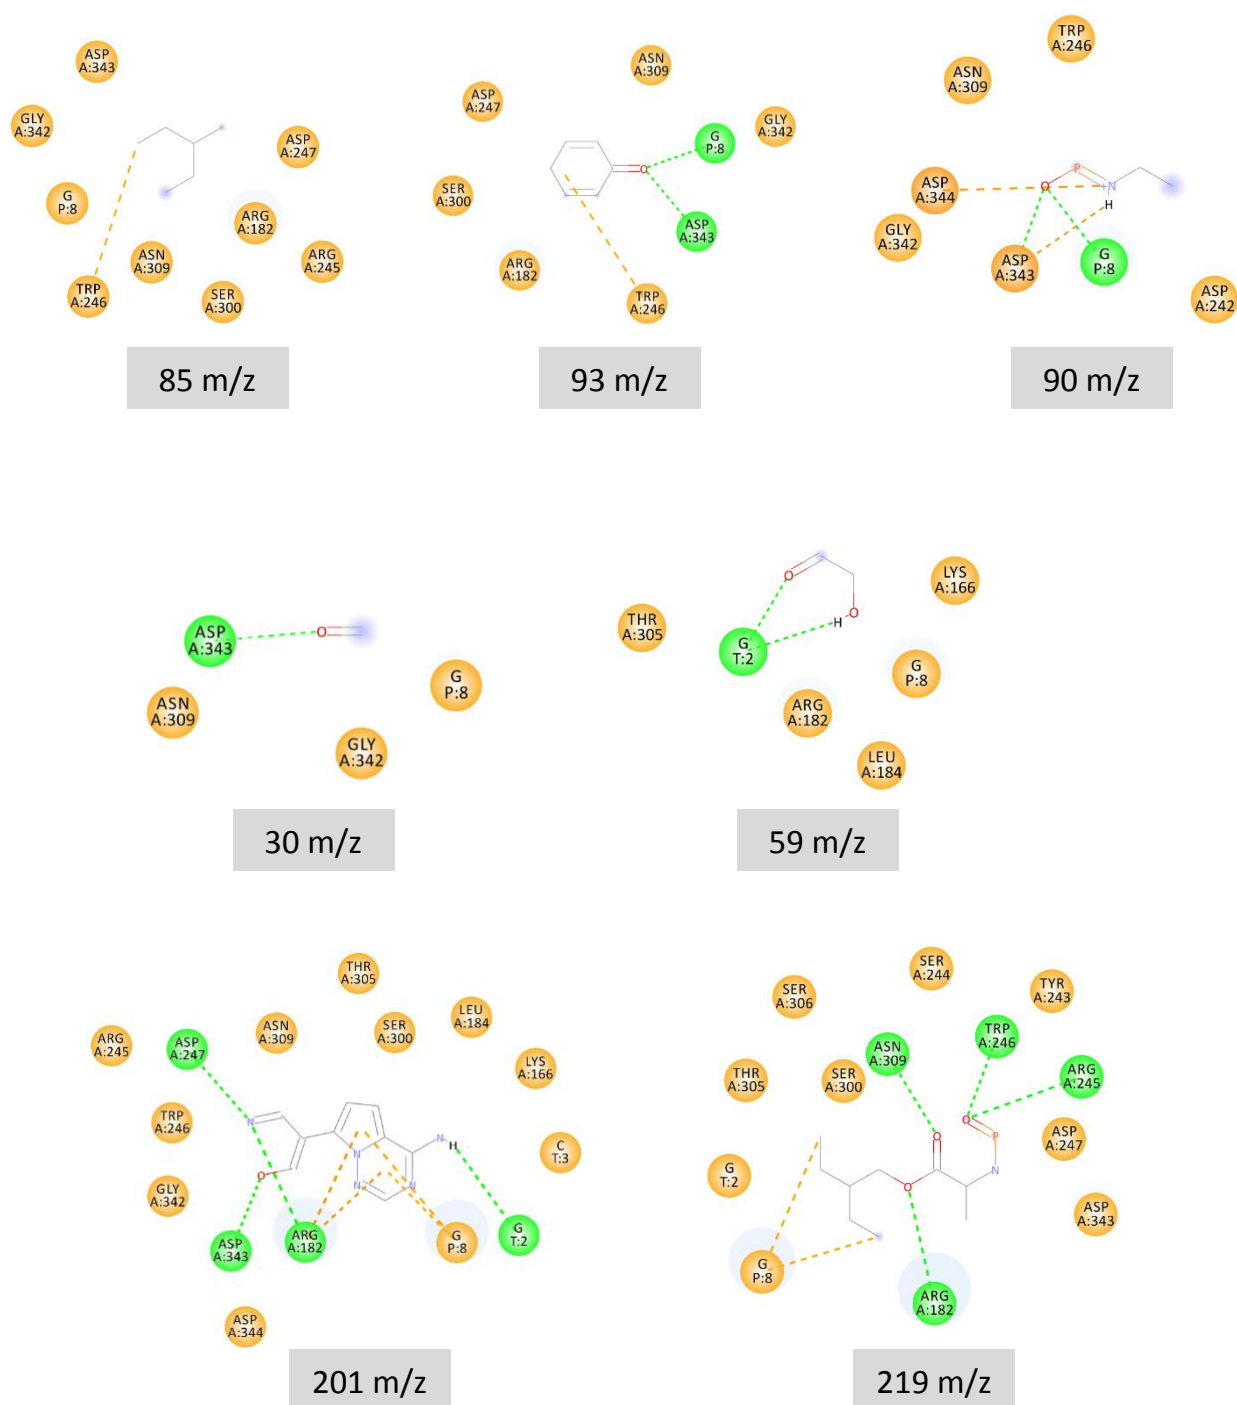 ASP
A:343
GLY
A:342
ASP
A:247
G
P:8
ARG
A:182
ASN
A:309
ARG
A:245
TRP
A:246
SER
A:300
85 m/z
ASN
A:309
ASP
A:247
G
P:8
GLY
A:342
O
SER
A:300
ASP
A:343
ARG
A:182
TRP
A:246
93 m/z
TRP
A:246
ASN
A:309
P
ASP
A:344
O
N
+
H
GLY
A:342
ASP
A:343
G
P:8
ASP
A:242
90 m/z
ASP
A:343
O
G
P:8
ASN
A:309
GLY
A:342
30 m/z
O
LYS
A:166
THR
A:305
H
O
G
T:2
G
P:8
ARG
A:182
LEU
A:184
59 m/z
THR
A:305
ARG
A:245
ASP
A:247
ASN
A:309
SER
A:300
LEU
A:184
LYS
A:166
TRP
A:246
N
N
N
H
C
T:3
GLY
A:342
O
N
N
ASP
A:343
ARG
A:182
G
P:8
G
T:2
ASP
A:344
201 m/z
SER
A:244
SER
A:306
TYR
A:243
ASN
A:309
TRP
A:246
THR
A:305
SER
A:300
ARG
A:245
O
O
P
ASP
A:247
G
T:2
O
N
ASP
A:343
G
P:8
ARG
A:182
219 m/z